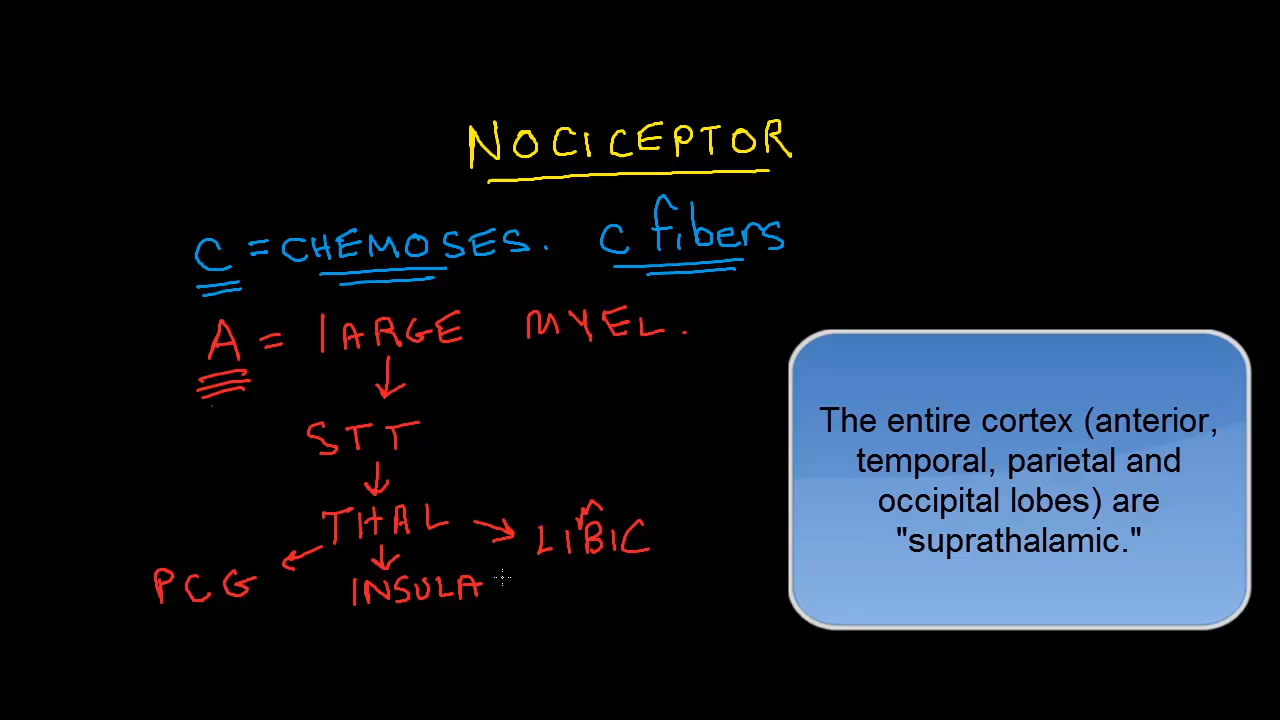 NOCICEPTOR
C = CHEMOSES. C fibers
A = LARGE MYEL.
STT
THAL
LImBIC
PCG
INSULA
The entire cortex (anterior,
temporal, parietal and
occipital lobes) are
"suprathalamic."